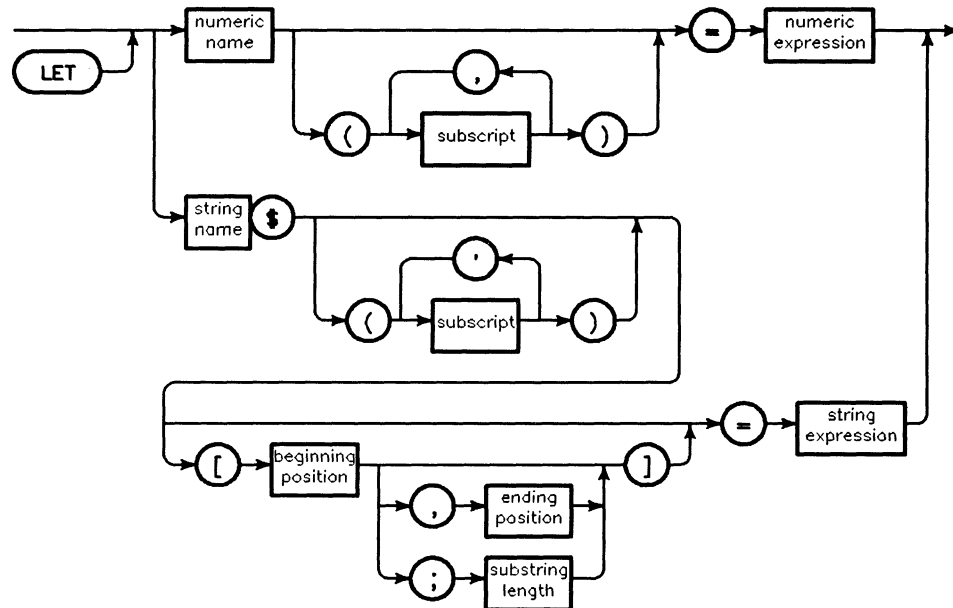 numeric
name
=
numeric
expression
LET
,
(
subscript
)
string
name
$
'
(
subscript
)
=
string
expression
[
beginning
position
]
,
ending
position
;
substring
length